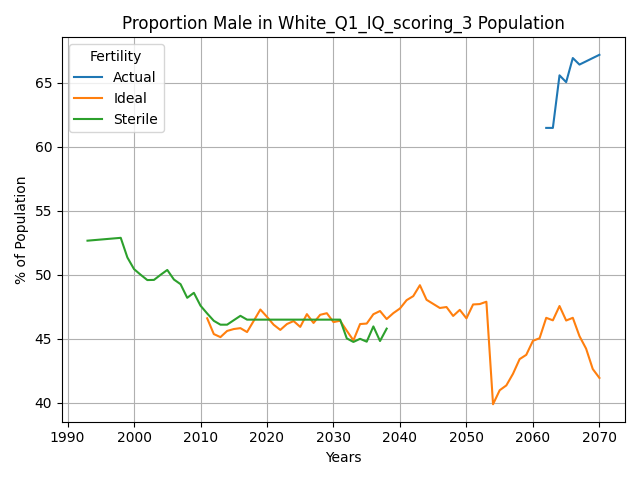 Proportion Male in White_Q1_IQ_scoring_3 Population
Fertility
Actual
Ideal
Sterile
% of Population
65
60
55
50
45
40
1990 2000 2010 2020 2030 2040 2050 2060 2070
Years